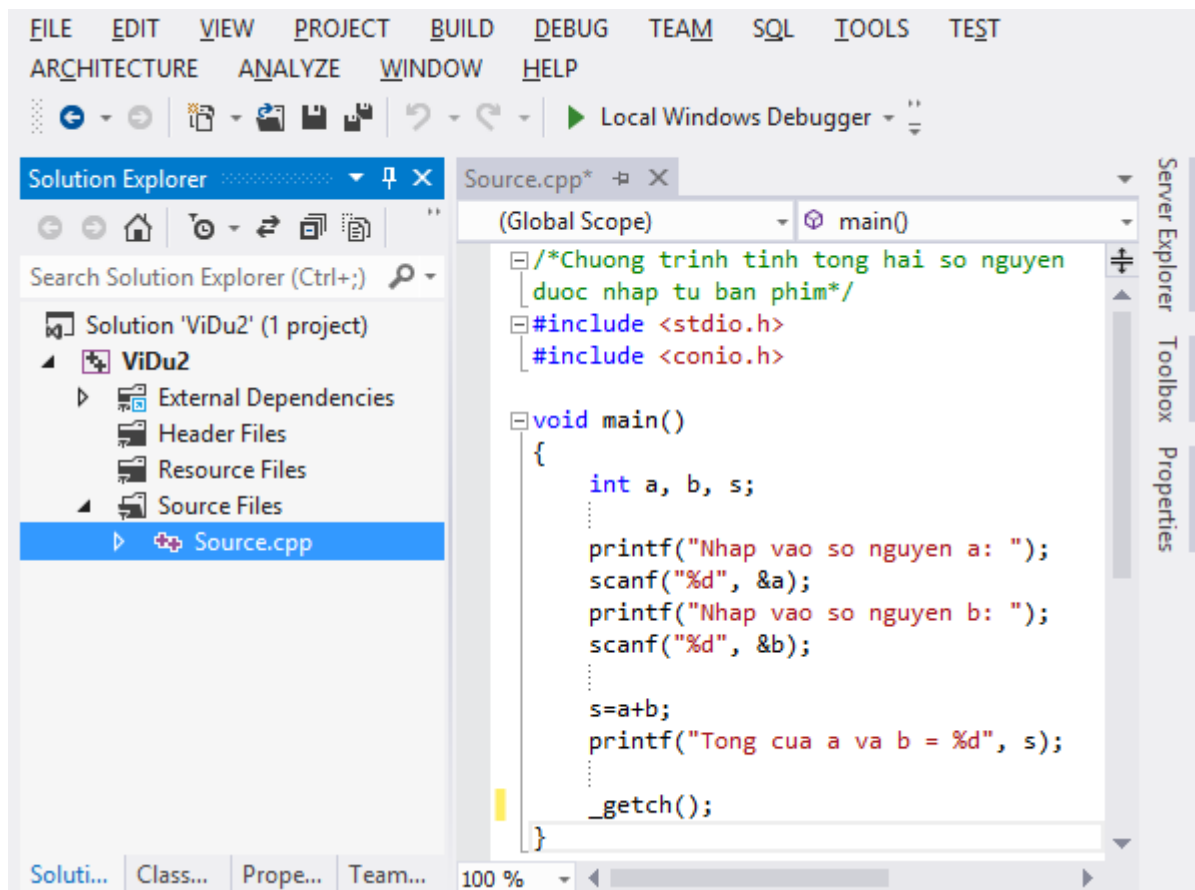 FILE EDIT VIEW PROJECT BUILD DEBUG TEAM SQL TOOLS TEST
ARCHITECTURE ANALYZE WINDOW HELP
Local Windows Debugger
Solution Explorer
Search Solution Explorer (Ctrl+;)
Solution 'ViDu2' (1 project)
ViDu2
External Dependencies
Header Files
Resource Files
Source Files
Source.cpp
Soluti... Class... Prope... Team...
Source.cpp*
(Global Scope) main()
/*Chuong trinh tinh tong hai so nguyen
duoc nhap tu ban phim*/
#include <stdio.h>
#include <conio.h>
void main()
{
int a, b, s;
printf("Nhap vao so nguyen a: ");
scanf("%d", &a);
printf("Nhap vao so nguyen b: ");
scanf("%d", &b);
s=a+b;
printf("Tong cua a va b = %d", s);
_getch();
}
100 %
Server Explorer
Toolbox
Properties